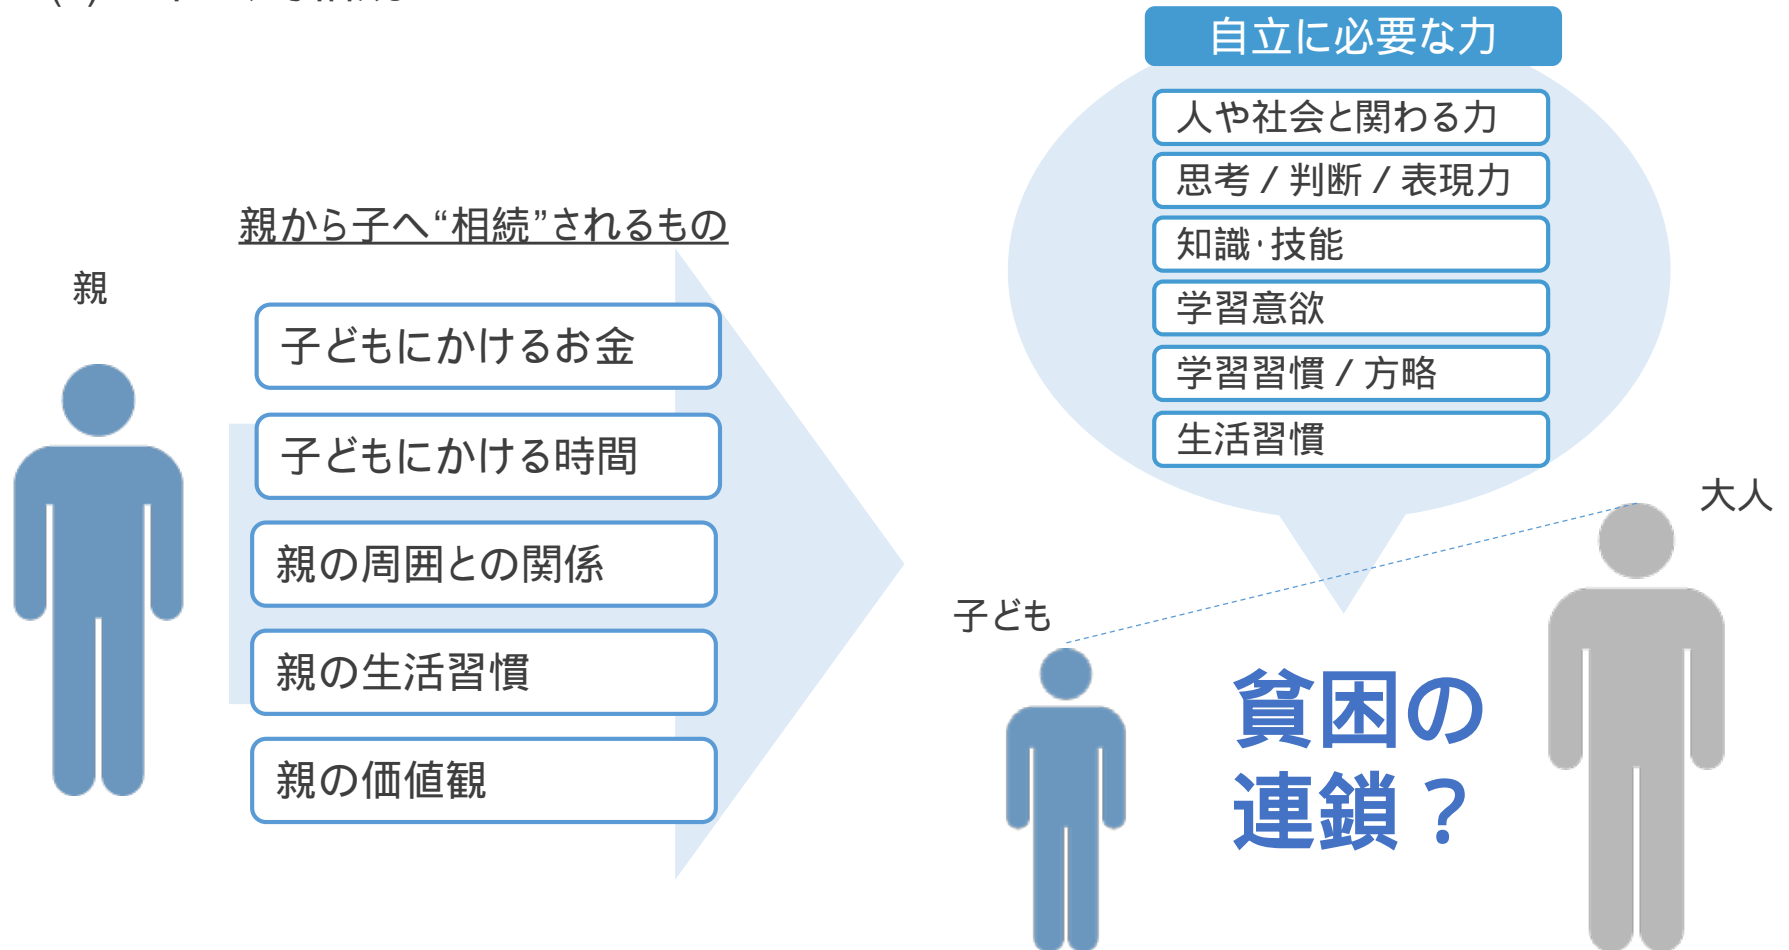 自立に必要な力
人や社会と関わる力
思考 / 判断 / 表現力
知識·技能
学習意欲
学習習慣 / 方略
生活習慣
親から子へ“相続”されるもの
親
子どもにかけるお金
子どもにかける時間
親の周囲との関係
親の生活習慣
親の価値観
大人
子ども
貧困の
連鎖？